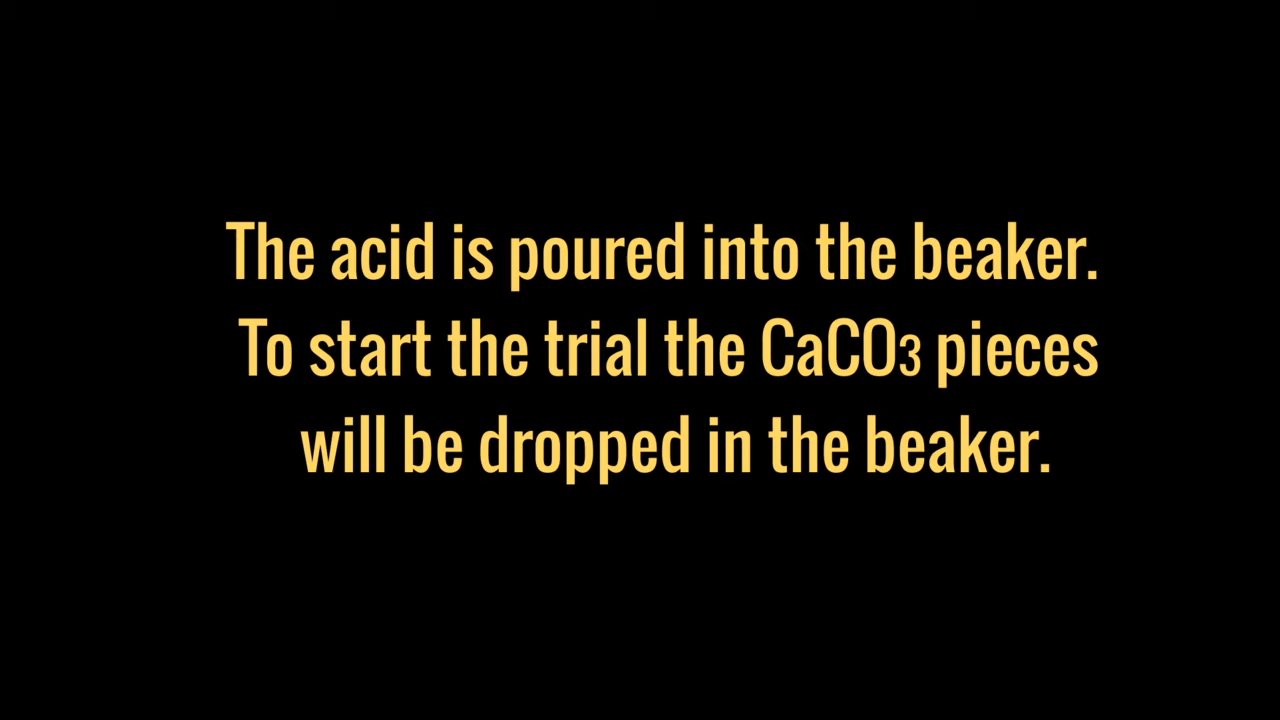 The acid is poured into the beaker.
To start the trial the CaCO3 pieces
will be dropped in the beaker.